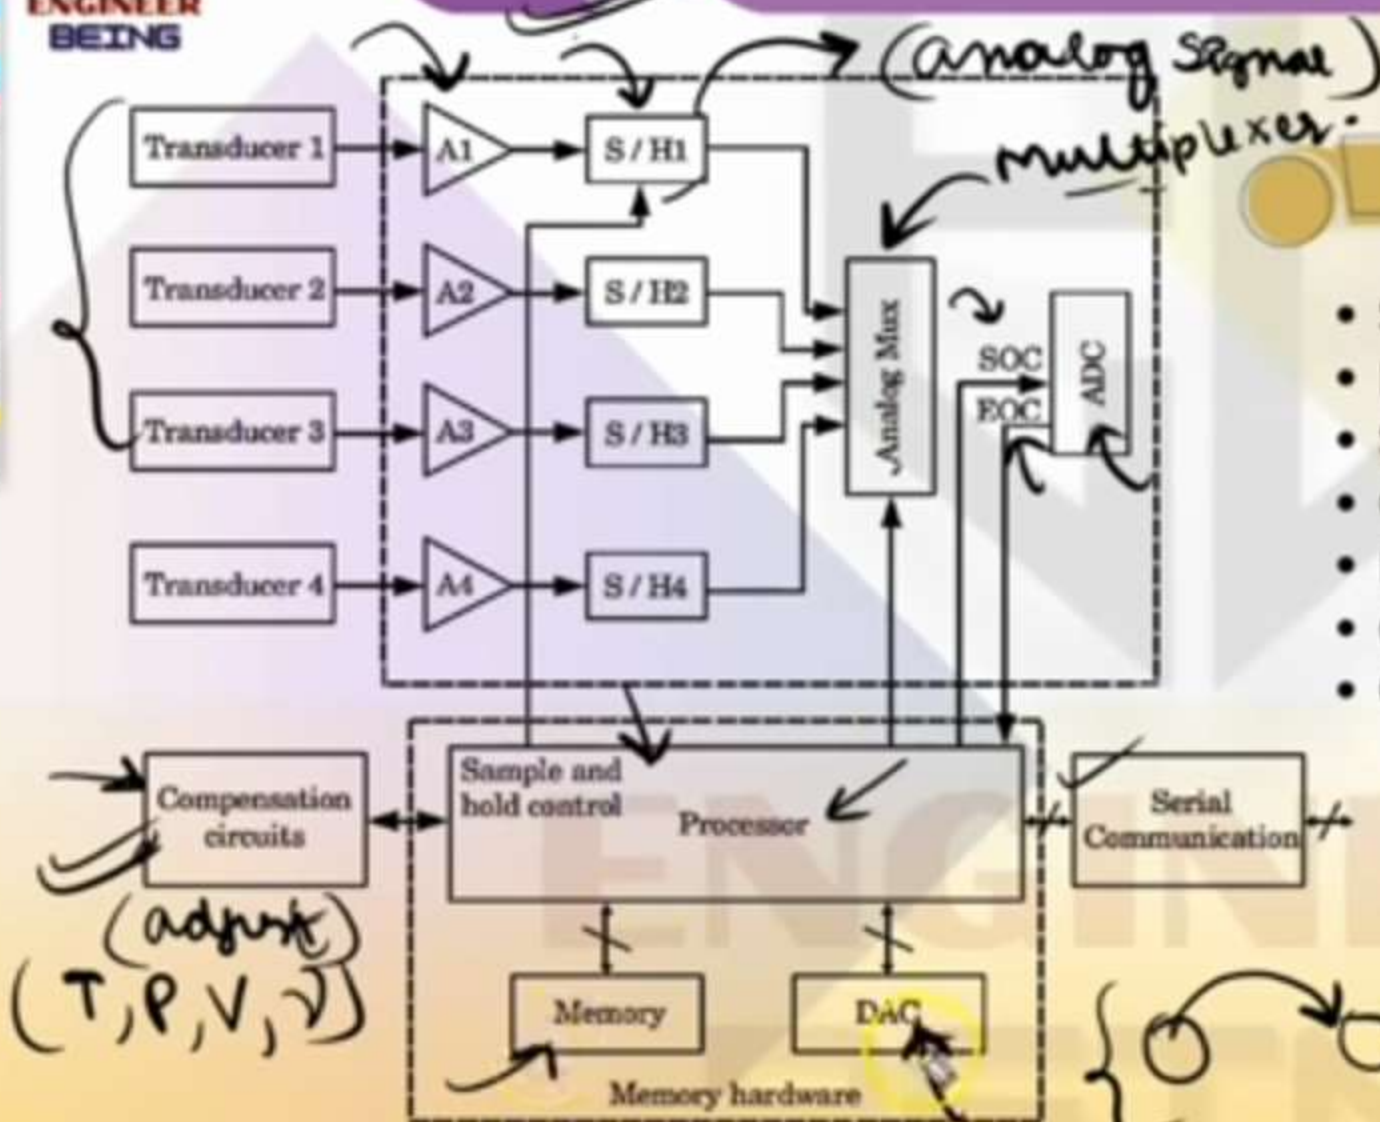 ENGINEER
BEING
(analog Signal)
multiplexer.
Transducer 1
A1
S / H1
Transducer 2
A2
S / H2
Transducer 3
A3
S / H3
Transducer 4
A4
S / H4
Analog Mux
SOC
EOC
ADC
Sample and
hold control
Processor
Compensation
circuits
(adjust)
(T, P, V, ν)
Serial
Communication
Memory
DAC
Memory hardware
ENGIN